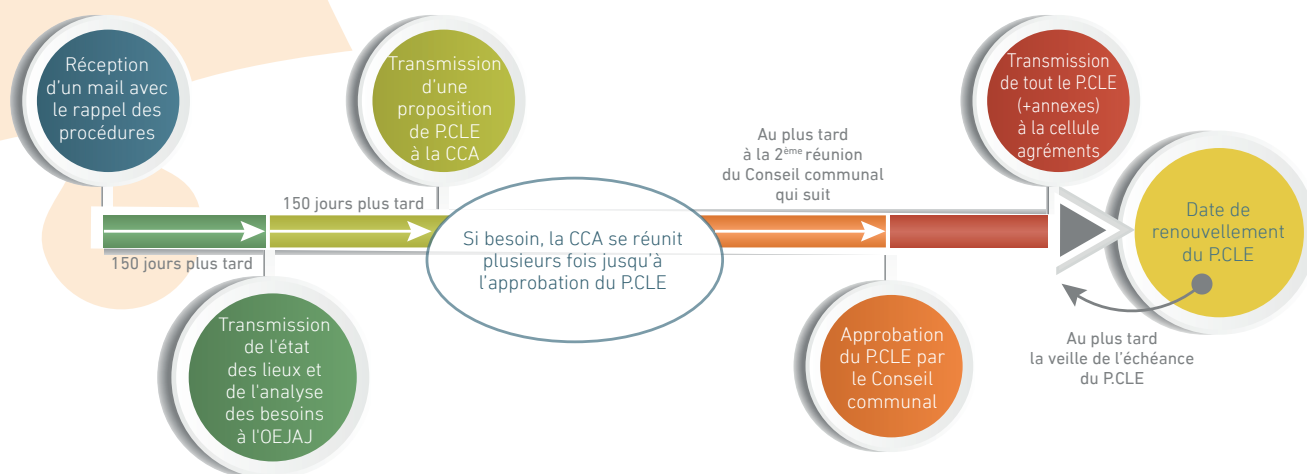 Réception
d'un mail avec
le rappel des
procédures
150 jours plus tard
Transmission
de l'état
des lieux et
de l'analyse
des besoins
à l'OEJAJ
150 jours plus tard
Transmission
d'une
proposition
de P.CLE
à la CCA
Si besoin, la CCA se réunit
plusieurs fois jusqu'à
l'approbation du P.CLE
Au plus tard
à la 2ème réunion
du Conseil communal
qui suit
Approbation
du P.CLE par
le Conseil
communal
Transmission
de tout le P.CLE
(+annexes)
à la cellule
agréments
Date de
renouvellement
du P.CLE
Au plus tard
la veille de l'échéance
du P.CLE